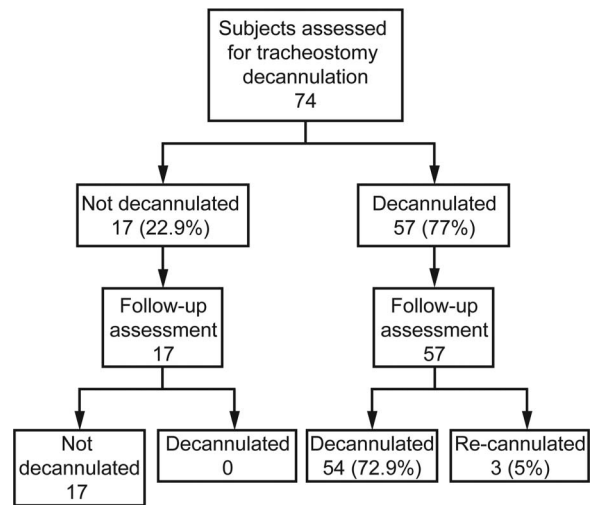 Subjects assessed
for tracheostomy
decannulation
74
Not decannulated
17 (22.9%)
Decannulated
57 (77%)
Follow-up
assessment
17
Follow-up
assessment
57
Not
decannulated
17
Decannulated
0
Decannulated
54 (72.9%)
Re-cannulated
3 (5%)